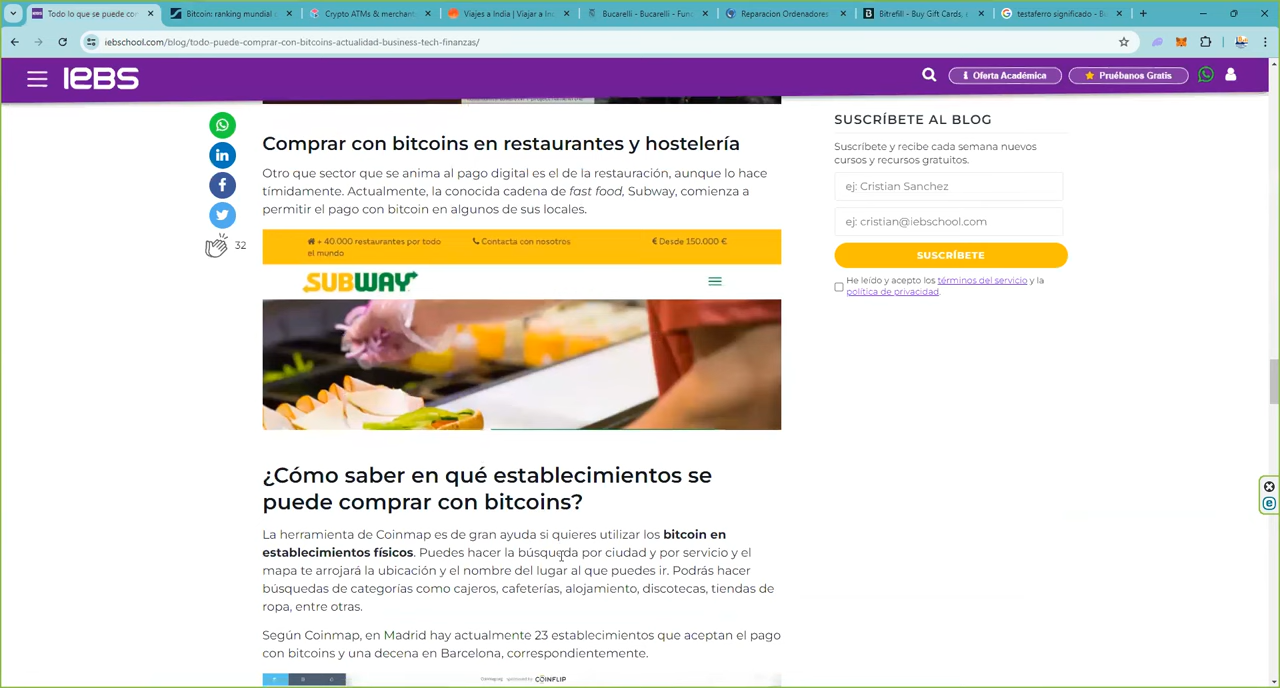 Todo lo que se puede cor
Bitcoin: ranking mundial d
Crypto ATMs & merchant
Viajes a India | Viajar a Inc
Bucarelli - Bucarelli - Fun
Reparacion Ordenadores
Bitrefill - Buy Gift Cards, e
testaferro significado - Bu
iebschool.com/blog/todo-puede-comprar-con-bitcoins-actualidad-business-tech-finanzas/
IEBS
Oferta Académica
Pruébanos Gratis
Comprar con bitcoins en restaurantes y hostelería
Otro que sector que se anima al pago digital es el de la restauración, aunque lo hace
tímidamente. Actualmente, la conocida cadena de fast food, Subway, comienza a
permitir el pago con bitcoin en algunos de sus locales.
32
+ 40.000 restaurantes por todo
el mundo
Contacta con nosotros
€ Desde 150.000 €
SUBWAY
¿Cómo saber en qué establecimientos se
puede comprar con bitcoins?
La herramienta de Coinmap es de gran ayuda si quieres utilizar los bitcoin en
establecimientos físicos. Puedes hacer la búsqueda por ciudad y por servicio y el
mapa te arrojará la ubicación y el nombre del lugar al que puedes ir. Podrás hacer
búsquedas de categorías como cajeros, cafeterías, alojamiento, discotecas, tiendas de
ropa, entre otras.
Según Coinmap, en Madrid hay actualmente 23 establecimientos que aceptan el pago
con bitcoins y una decena en Barcelona, correspondientemente.
COINFLIP
SUSCRÍBETE AL BLOG
Suscríbete y recibe cada semana nuevos
cursos y recursos gratuitos.
ej: Cristian Sanchez
ej: cristian@iebschool.com
SUSCRÍBETE
He leído y acepto los términos del servicio y la
política de privacidad.